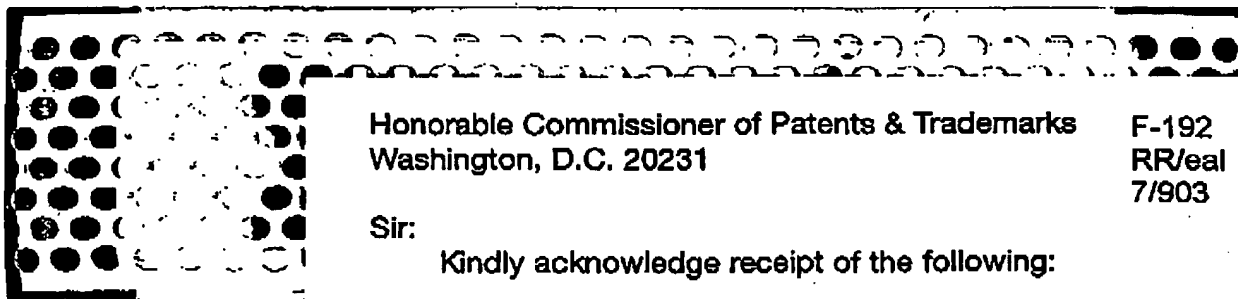 Honorable Commissioner of Patents & Trademarks F-192
Washington, D.C. 20231 RR/eal
7/903
Sir:
Kindly acknowledge receipt of the following: